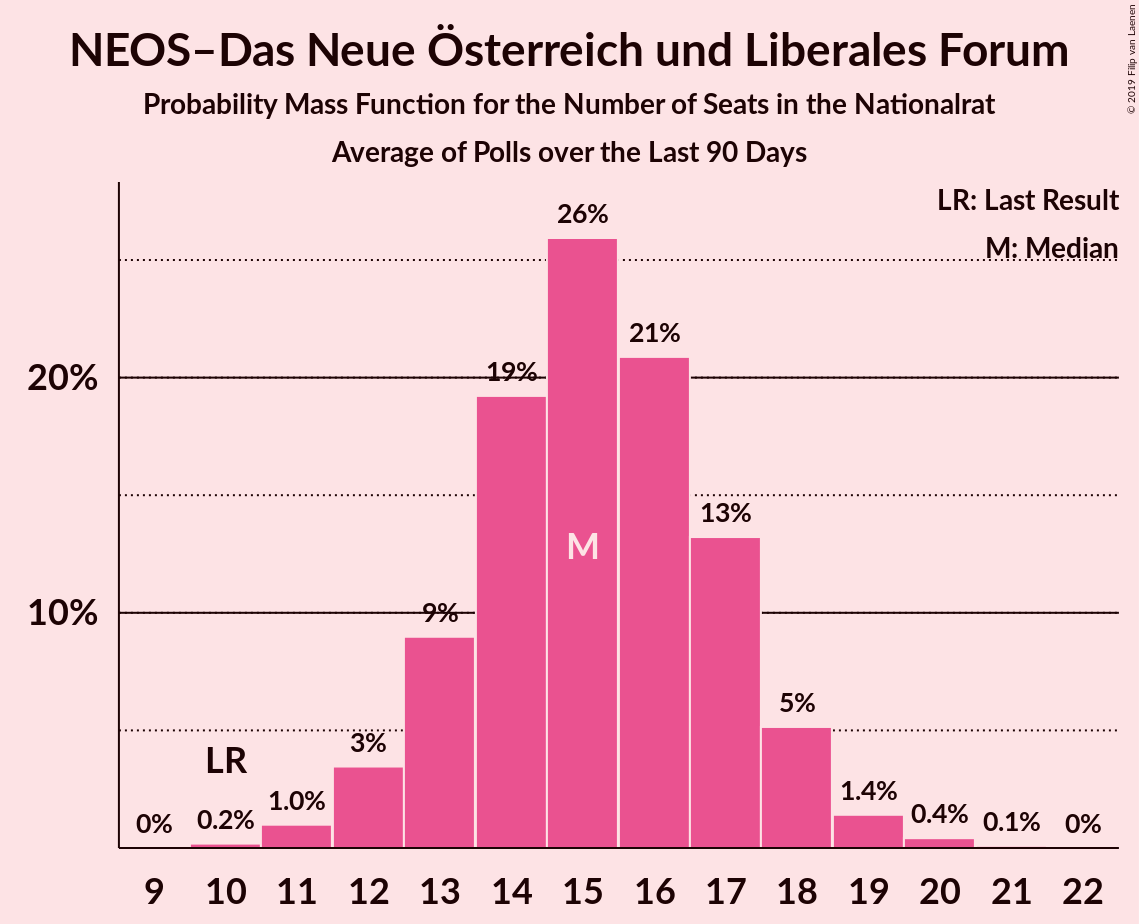 NEOS–Das Neue Österreich und Liberales Forum
Probability Mass Function for the Number of Seats in the Nationalrat
Average of Polls over the Last 90 Days
© 2019 Filip van Laenen
LR: Last Result
M: Median
26%
21%
20%
19%
13%
M
10%
9%
5%
LR
3%
0% 0.2% 1.0% 1.4% 0.4% 0.1% 0%
9 10 11 12 13 14 15 16 17 18 19 20 21 22